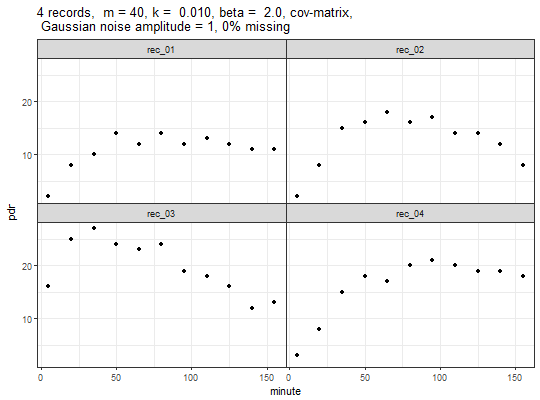 4 records,  m = 40, k =  0.010, beta =  2.0, cov-matrix,
Gaussian noise amplitude = 1, 0% missing
rec_01 rec_02
20
10
rec_03 rec_04
20
10
pdr
0 50 100 150 0 50 100 150
minute